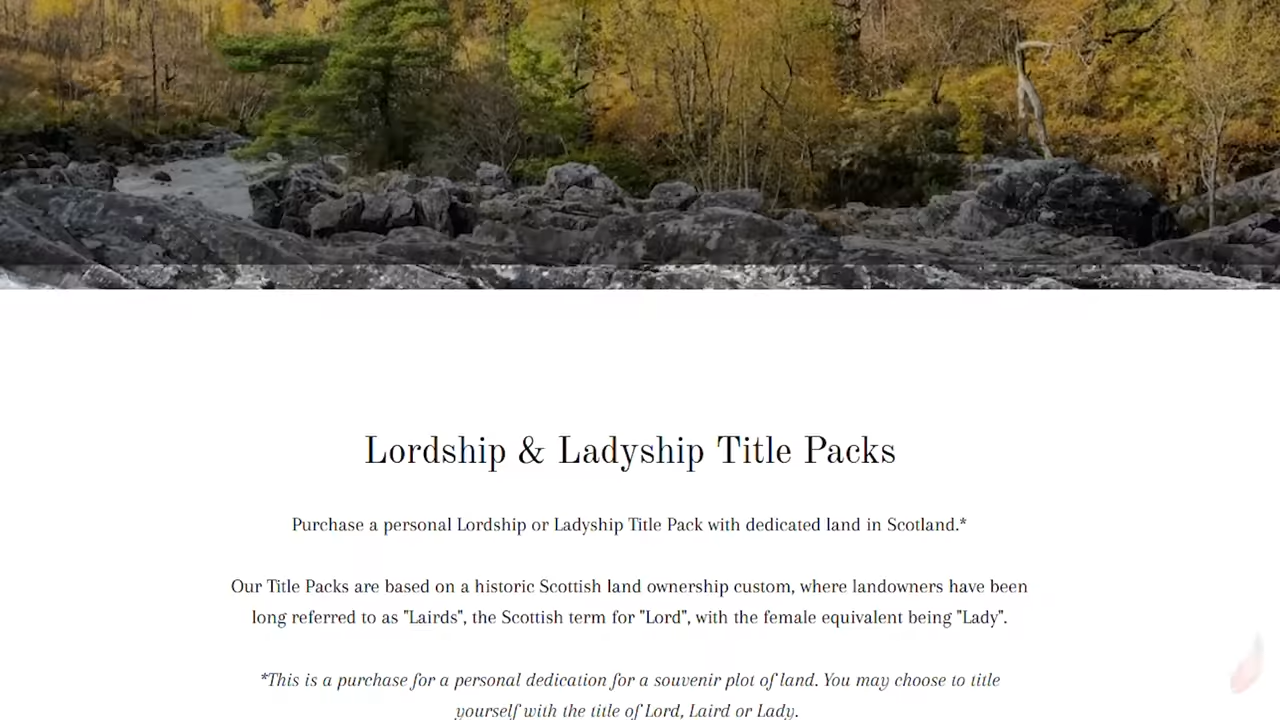 Lordship & Ladyship Title Packs
Purchase a personal Lordship or Ladyship Title Pack with dedicated land in Scotland.*
Our Title Packs are based on a historic Scottish land ownership custom, where landowners have been
long referred to as "Lairds", the Scottish term for "Lord", with the female equivalent being "Lady".
*This is a purchase for a personal dedication for a souvenir plot of land. You may choose to title
yourself with the title of Lord, Laird or Lady.